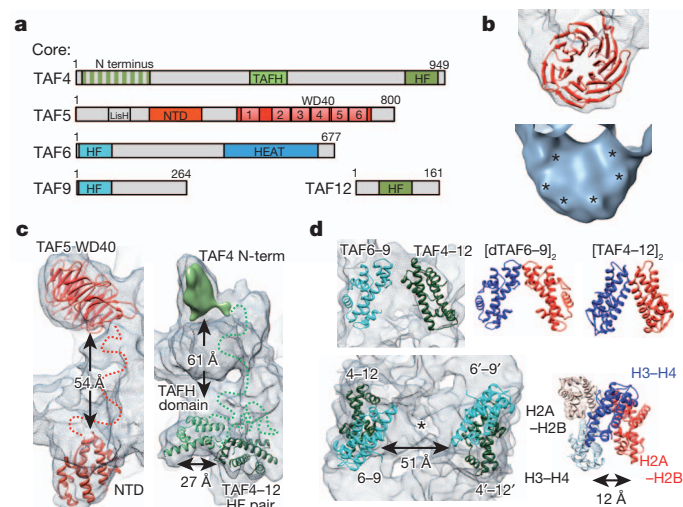 a
Core:
1
N terminus
949
TAF4
TAFH
HF
1
WD40
800
TAF5
LisH
NTD
1
2
3
4
5
6
1
677
TAF6
HF
HEAT
1
264
1
161
TAF9
HF
TAF12
HF
b
* * * * * *
c
TAF5 WD40
54 Å
NTD
TAF4 N-term
61 Å
TAFH
domain
27 Å
TAF4–12
HF pair
d
TAF6–9
TAF4–12
[dTAF6–9]2
[TAF4–12]2
4–12
6′–9′
*
51 Å
6–9
4′–12′
H3–H4
H2A
–H2B
H3–H4
H2A
–H2B
12 Å